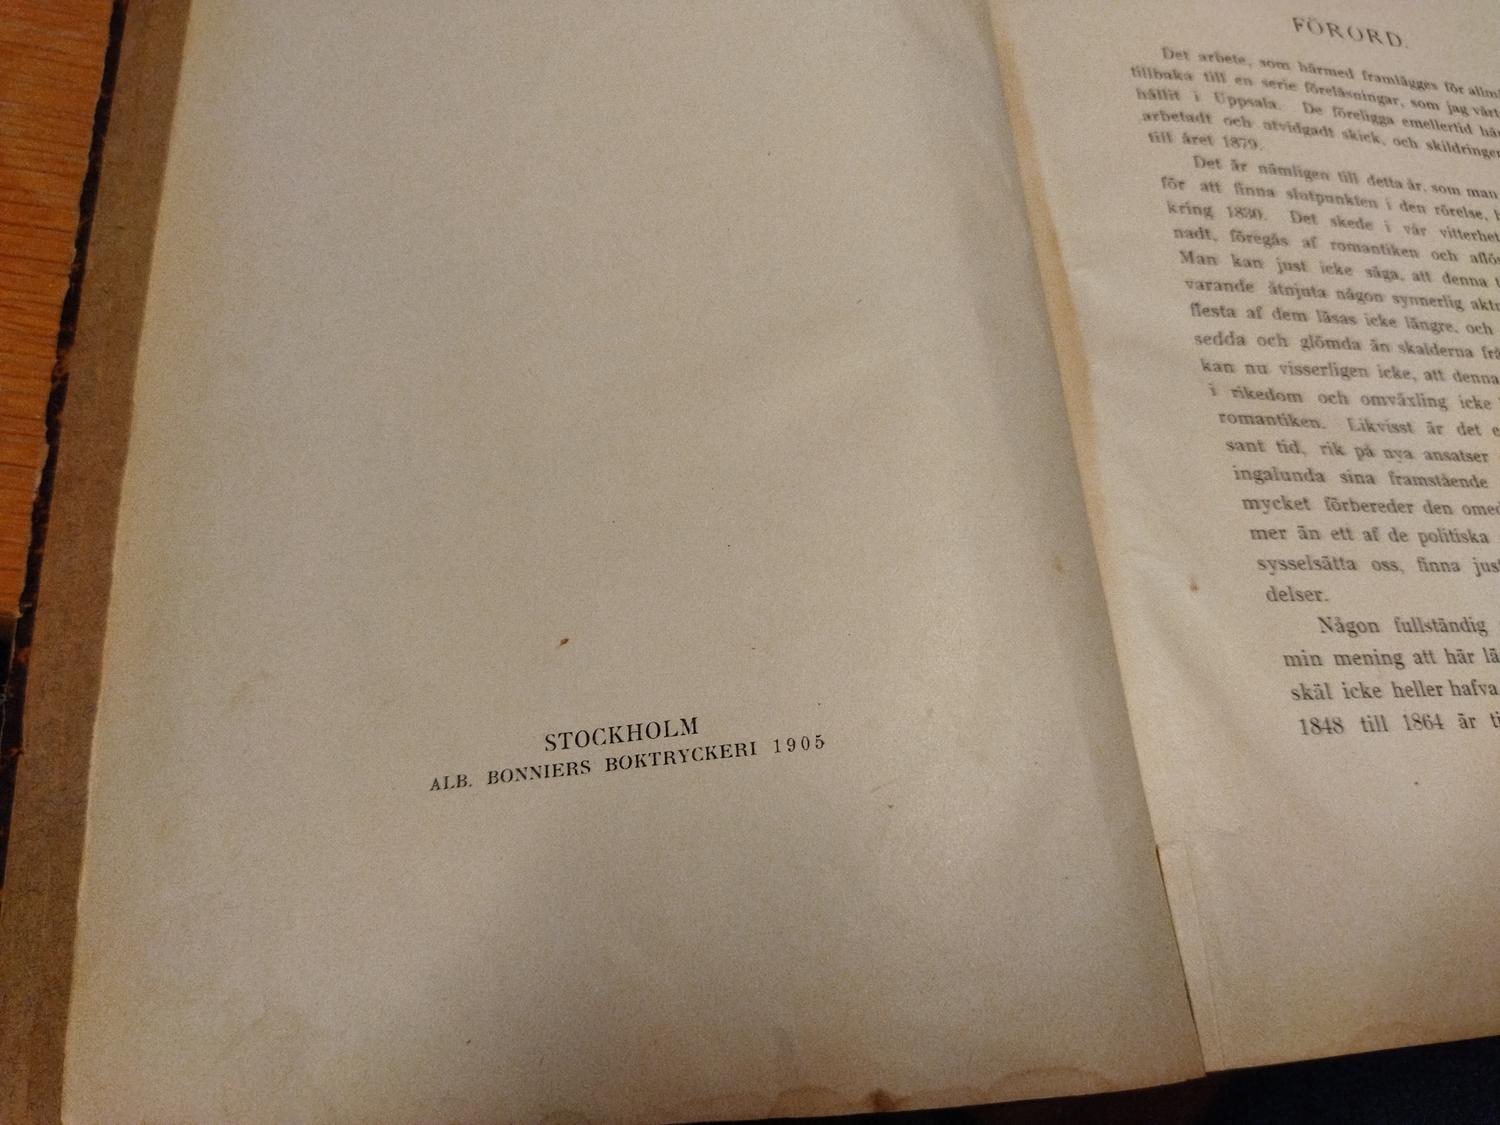 STOCKHOLM
ALB. BONNIERS BOKTRYCKERI 1905
FÖRORD.
Det arbete, som härmed framlägges för
tillbaka till en serie föreläsningar, som jag
hållit i Uppsala. De föreligga emellertid
arbetadt och utvidgadt skick, och
till året 1879.
Det är nämligen till detta år, som man
för att finna slutpunkten i den rörelse,
kring 1830. Det skede i vår
nadt, föregås af romantiken och
Man kan just icke säga, att denna
varande åtnjuta någon synnerlig
flesta af dem läsas icke längre, och
sedda och glömda än skalderna
kan nu visserligen icke, att denna
i rikedom och omväxling icke
romantiken. Likvisst är det
sant tid, rik på nya ansatser
ingalunda sina framstående
mycket förbereder den
mer än ett af de politiska
sysselsätta oss, finna
delser.
Någon fullständig
min mening att här
skäl icke heller hafva
1848 till 1864 är